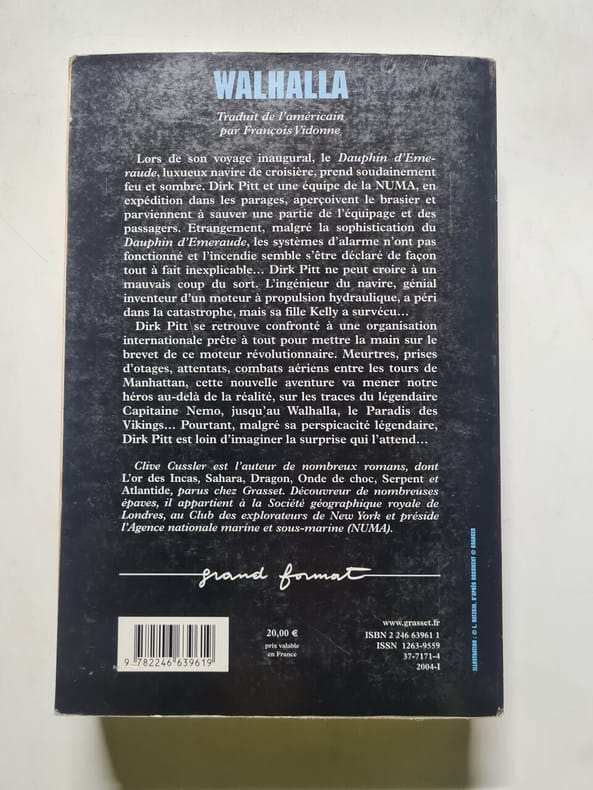 WALHALLA
Traduit de l'américain
par François Vidonne
Lors de son voyage inaugural, le Dauphin d'Eme-
raude, luxueux navire de croisière, prend soudainement
feu et sombre. Dirk Pitt et une équipe de la NUMA, en
expédition dans les parages, aperçoivent le brasier et
parviennent à sauver une partie de l'équipage et des
passagers. Etrangement, malgré la sophistication du
Dauphin d'Emeraude, les systèmes d'alarme n'ont pas
fonctionné et l'incendie semble s'être déclaré de façon
tout à fait inexplicable... Dirk Pitt ne peut croire à un
mauvais coup du sort. L'ingénieur du navire, génial
inventeur d'un moteur à propulsion hydraulique, a péri
dans la catastrophe, mais sa fille Kelly a survécu...
Dirk Pitt se retrouve confronté à une organisation
internationale prête à tout pour mettre la main sur le
brevet de ce moteur révolutionnaire. Meurtres, prises
d'otages, attentats, combats aériens entre les tours de
Manhattan, cette nouvelle aventure va mener notre
héros au-delà de la réalité, sur les traces du légendaire
Capitaine Nemo, jusqu'au Walhalla, le Paradis des
Vikings... Pourtant, malgré sa perspicacité légendaire,
Dirk Pitt est loin d'imaginer la surprise qui l'attend...
Clive Cussler est l'auteur de nombreux romans, dont
L'or des Incas, Sahara, Dragon, Onde de choc, Serpent et
Atlantide, parus chez Grasset. Découvreur de nombreuses
épaves, il appartient à la Société géographique royale de
Londres, au Club des explorateurs de New York et préside
l'Agence nationale marine et sous-marine (NUMA).
grand format
9 782246 639619
20,00 €
prix valable
en France
www.grasset.fr
ISBN 2 246 63961 1
ISSN 1263-9559
37-7171-4
2004-I
ILLUSTRATION : © L. D'APRÈS DOCUMENT ©